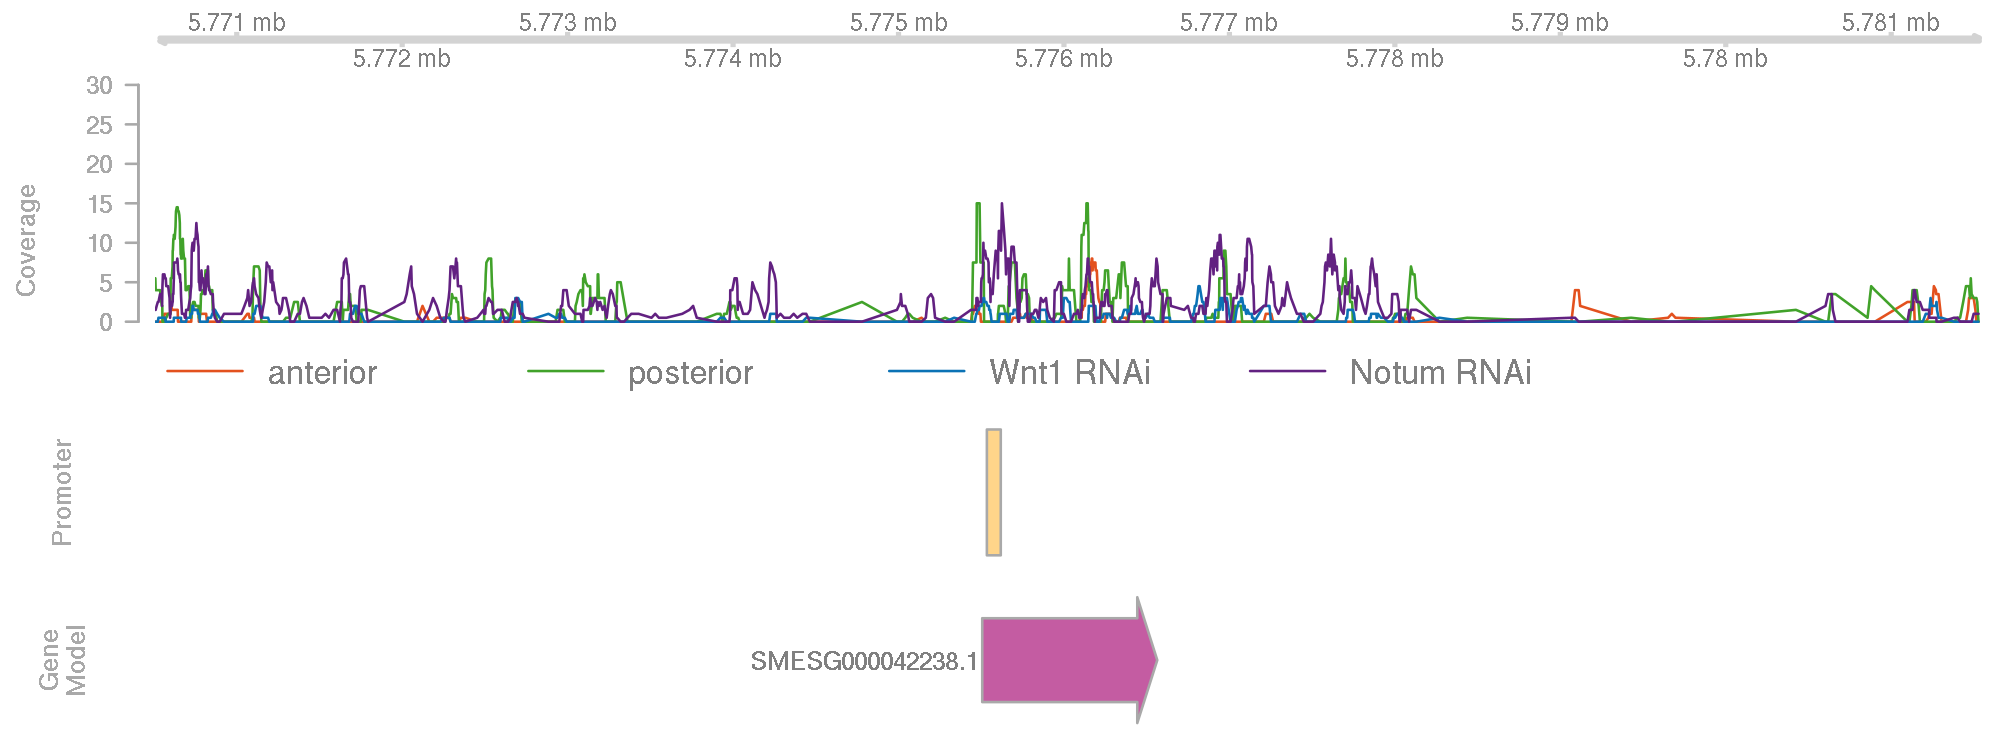 5.771 mb 5.773 mb 5.775 mb 5.777 mb 5.779 mb 5.781 mb
5.772 mb 5.774 mb 5.776 mb 5.778 mb 5.78 mb
30
25
20
15
10
5
0
Coverage
anterior posterior Wnt1 RNAi Notum RNAi
Promoter
SMESG000042238.1
Gene
Model